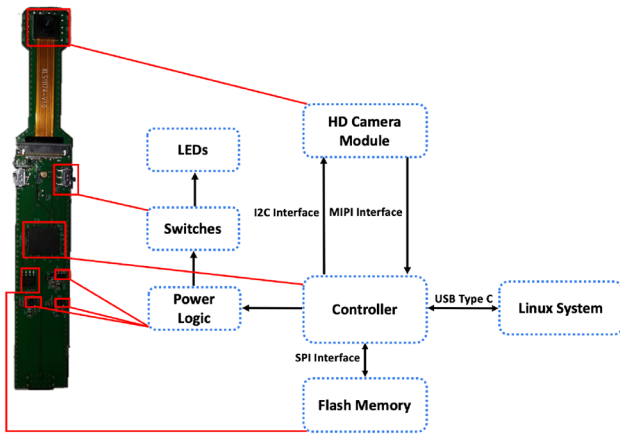 HD Camera
Module
LEDs
I2C Interface
MIPI Interface
Switches
Power
Logic
Controller
USB Type C
Linux System
SPI Interface
Flash Memory